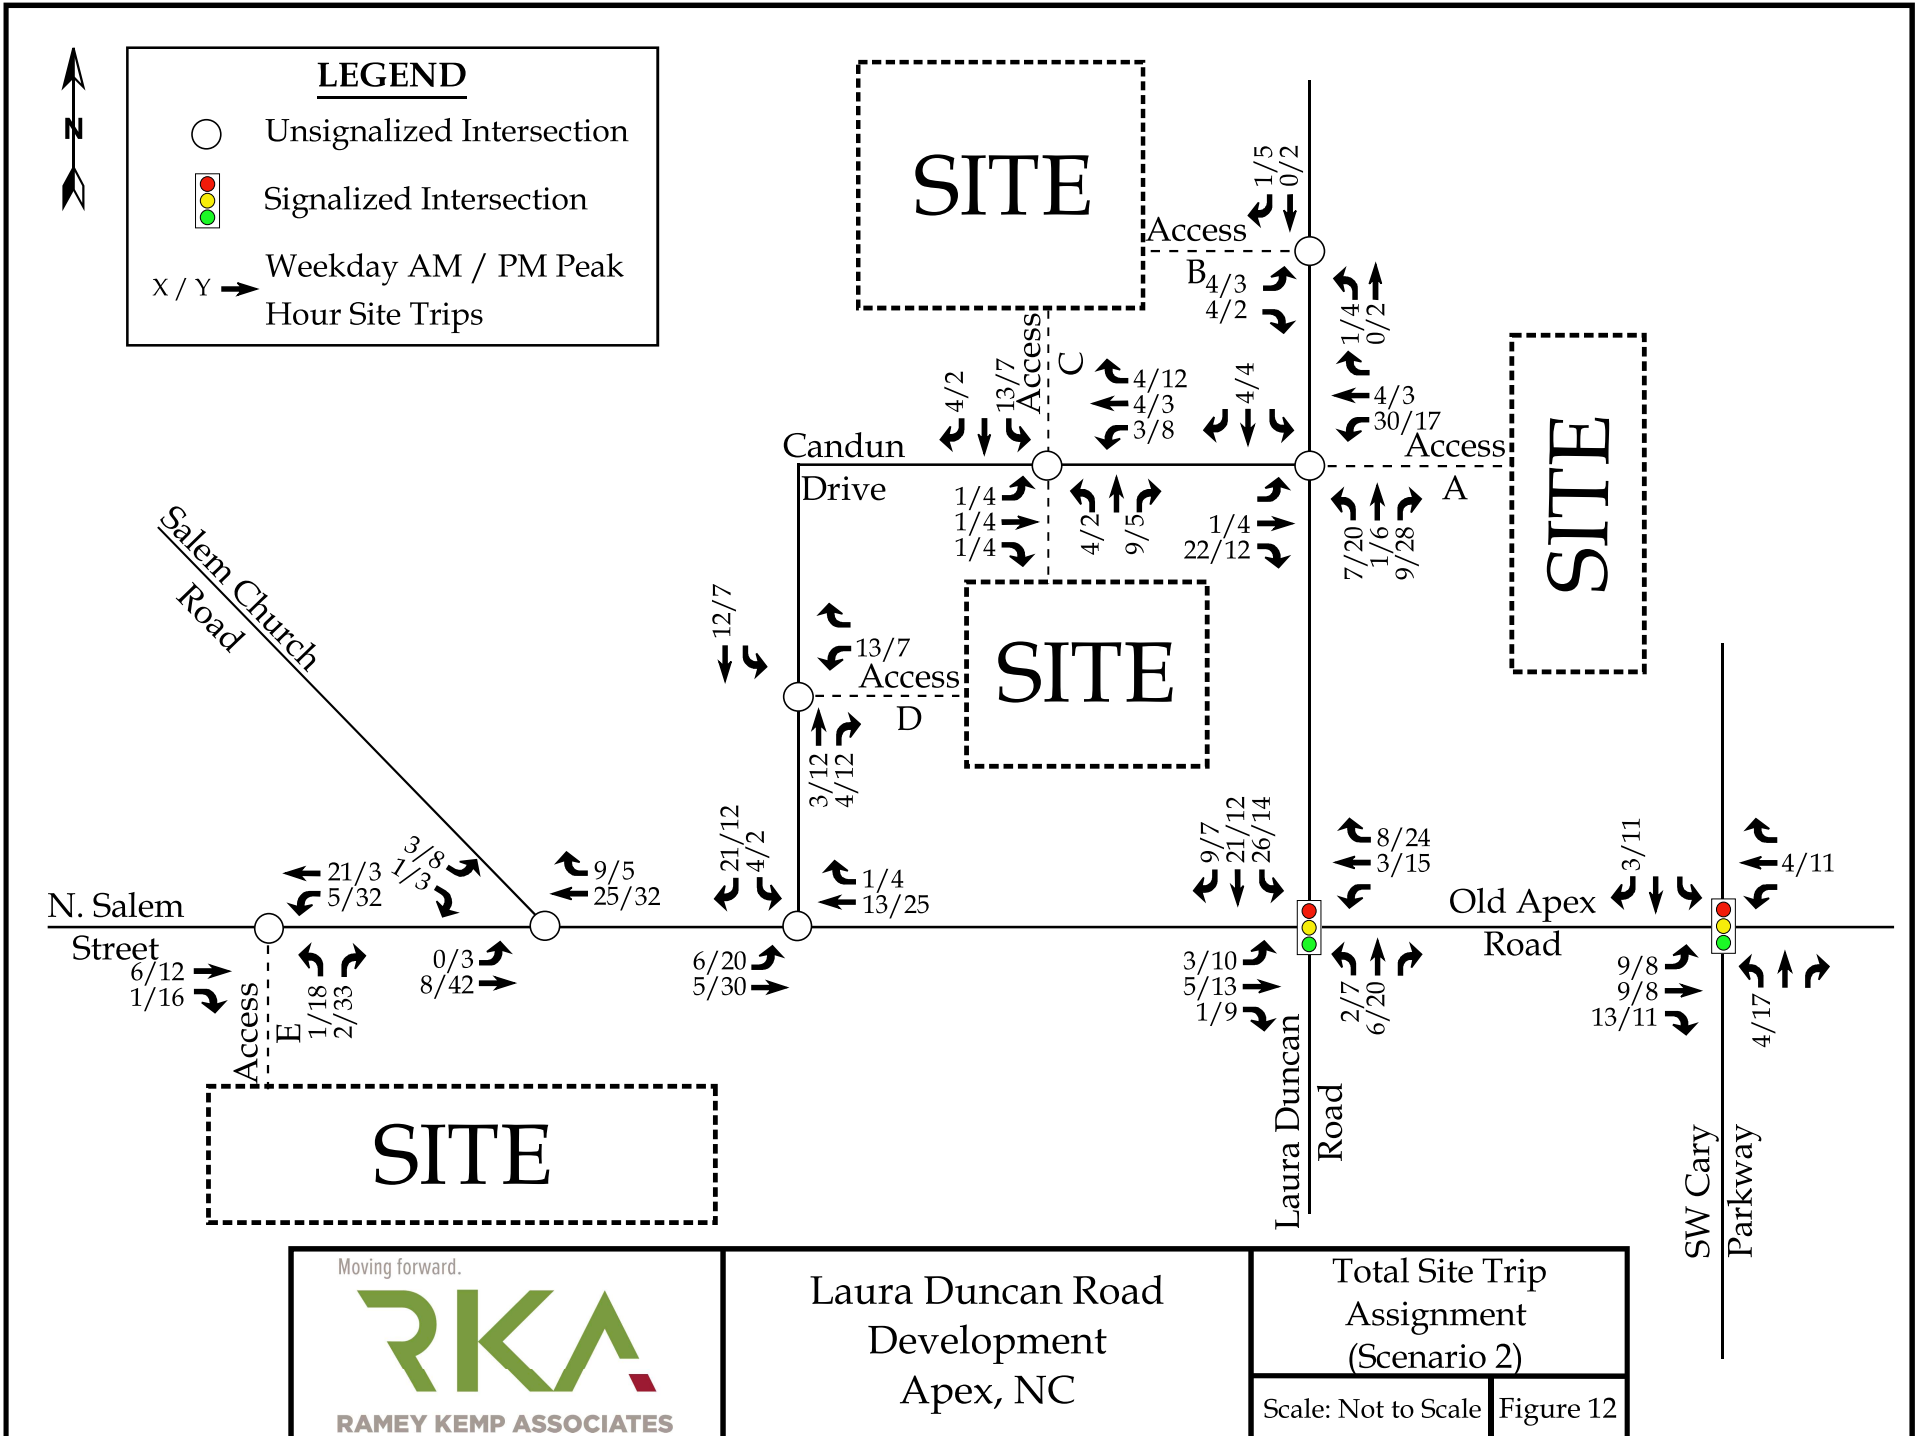 N
LEGEND
Unsignalized Intersection
Signalized Intersection
X / Y
Weekday AM / PM Peak
Hour Site Trips
SITE
1/5
0/2
Access
B
4/3
4/2
1/4
0/2
Access
C
4/2
13/7
4/12
4/3
3/8
4/4
4/3
30/17
Access
A
SITE
Candun
Drive
1/4
1/4
1/4
4/2
9/5
1/4
22/12
7/20
1/6
9/28
Salem Church
Road
12/7
13/7
Access
D
SITE
3/12
4/12
N. Salem
Street
21/3
5/32
3/8
1/3
9/5
25/32
21/12
4/2
1/4
13/25
9/7
21/12
26/14
8/24
3/15
Old Apex
Road
3/11
4/11
6/12
1/16
Access
E
1/18
2/33
0/3
8/42
6/20
5/30
3/10
5/13
1/9
2/7
6/20
9/8
9/8
13/11
4/17
Laura Duncan
Road
SW Cary
Parkway
SITE
Moving forward.
RKA
RAMEY KEMP ASSOCIATES
Laura Duncan Road
Development
Apex, NC
Total Site Trip
Assignment
(Scenario 2)
Scale: Not to Scale
Figure 12